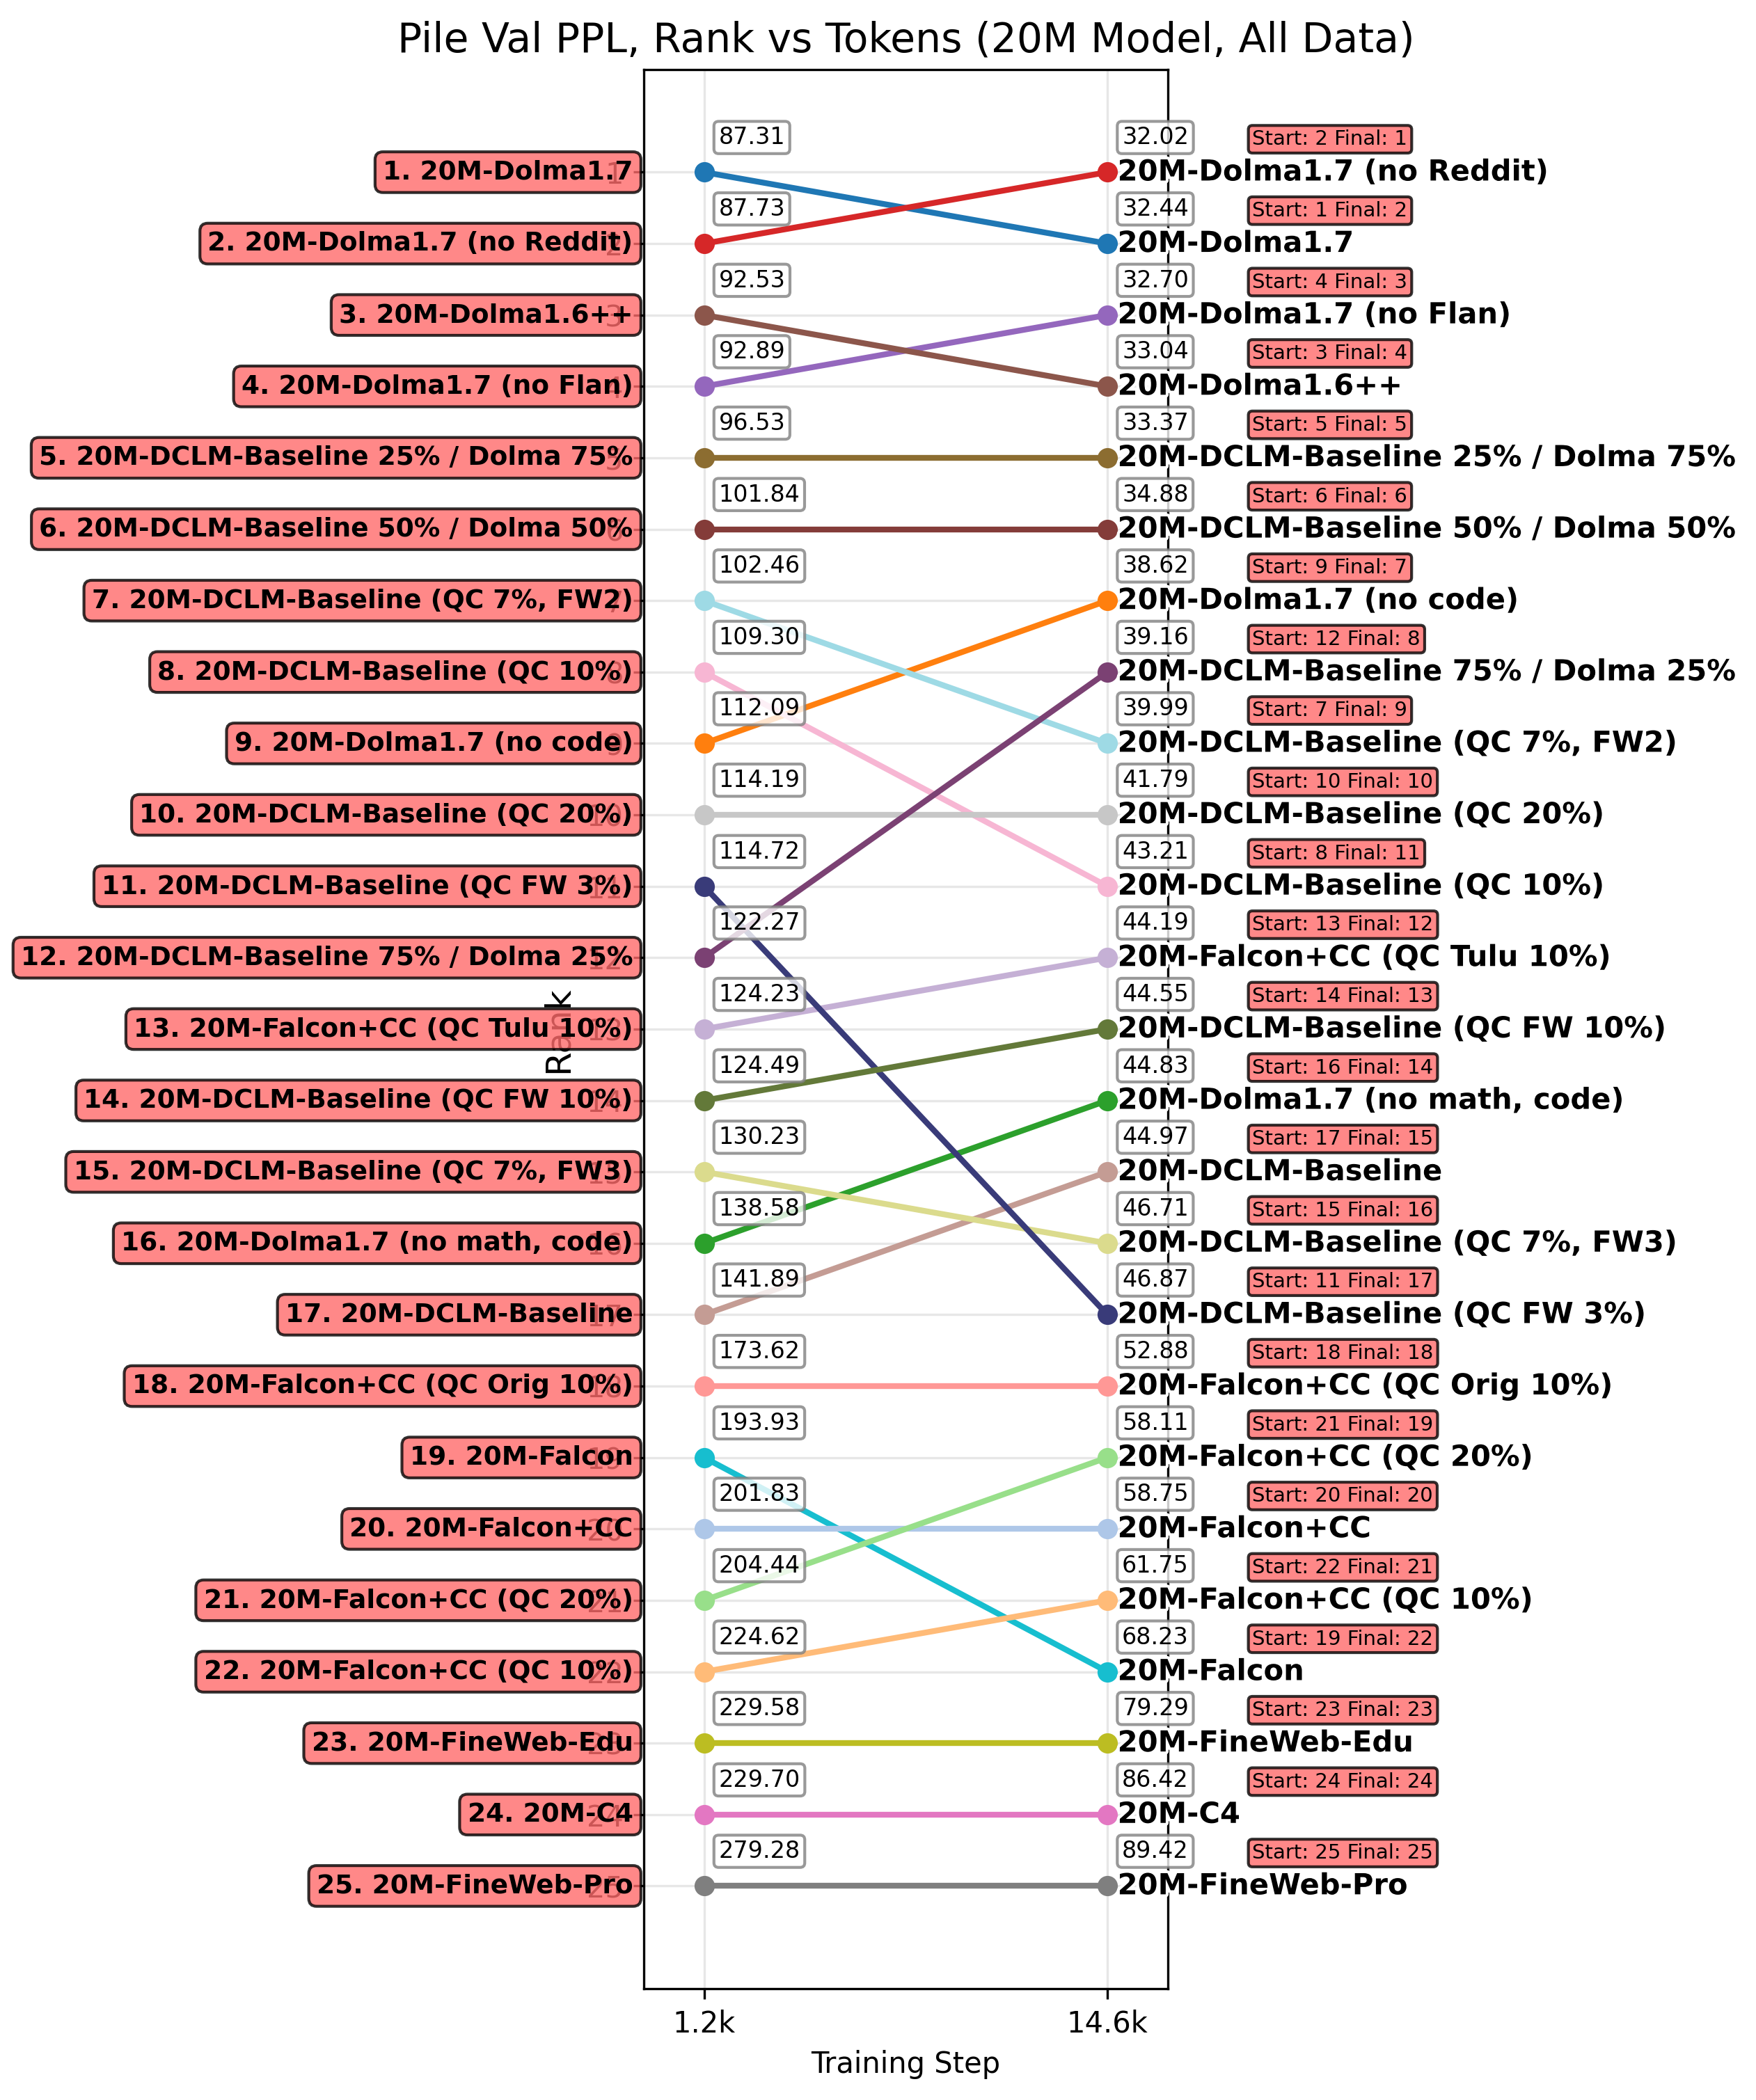 Pile Val PPL, Rank vs Tokens (20M Model, All Data)
87.31 32.02 Start: 2 Final: 1
1. 20M-Dolma1.7 1 20M-Dolma1.7 (no Reddit)
87.73 32.44 Start: 1 Final: 2
2. 20M-Dolma1.7 (no Reddit) 2 20M-Dolma1.7
92.53 32.70 Start: 4 Final: 3
3. 20M-Dolma1.6++ 3 20M-Dolma1.7 (no Flan)
92.89 33.04 Start: 3 Final: 4
4. 20M-Dolma1.7 (no Flan) 4 20M-Dolma1.6++
96.53 33.37 Start: 5 Final: 5
5. 20M-DCLM-Baseline 25% / Dolma 75% 5 20M-DCLM-Baseline 25% / Dolma 75%
101.84 34.88 Start: 6 Final: 6
6. 20M-DCLM-Baseline 50% / Dolma 50% 6 20M-DCLM-Baseline 50% / Dolma 50%
102.46 38.62 Start: 9 Final: 7
7. 20M-DCLM-Baseline (QC 7%, FW2) 7 20M-Dolma1.7 (no code)
109.30 39.16 Start: 12 Final: 8
8. 20M-DCLM-Baseline (QC 10%) 8 20M-DCLM-Baseline 75% / Dolma 25%
112.09 39.99 Start: 7 Final: 9
9. 20M-Dolma1.7 (no code) 9 20M-DCLM-Baseline (QC 7%, FW2)
114.19 41.79 Start: 10 Final: 10
10. 20M-DCLM-Baseline (QC 20%) 10 20M-DCLM-Baseline (QC 20%)
114.72 43.21 Start: 8 Final: 11
11. 20M-DCLM-Baseline (QC FW 3%) 11 20M-DCLM-Baseline (QC 10%)
122.27 44.19 Start: 13 Final: 12
12. 20M-DCLM-Baseline 75% / Dolma 25% 12 20M-Falcon+CC (QC Tulu 10%)
124.23 44.55 Start: 14 Final: 13
13. 20M-Falcon+CC (QC Tulu 10%) 13 20M-DCLM-Baseline (QC FW 10%)
Rank
124.49 44.83 Start: 16 Final: 14
14. 20M-DCLM-Baseline (QC FW 10%) 14 20M-Dolma1.7 (no math, code)
130.23 44.97 Start: 17 Final: 15
15. 20M-DCLM-Baseline (QC 7%, FW3) 15 20M-DCLM-Baseline
138.58 46.71 Start: 15 Final: 16
16. 20M-Dolma1.7 (no math, code) 16 20M-DCLM-Baseline (QC 7%, FW3)
141.89 46.87 Start: 11 Final: 17
17. 20M-DCLM-Baseline 17 20M-DCLM-Baseline (QC FW 3%)
173.62 52.88 Start: 18 Final: 18
18. 20M-Falcon+CC (QC Orig 10%) 18 20M-Falcon+CC (QC Orig 10%)
193.93 58.11 Start: 21 Final: 19
19. 20M-Falcon 19 20M-Falcon+CC (QC 20%)
201.83 58.75 Start: 20 Final: 20
20. 20M-Falcon+CC 20 20M-Falcon+CC
204.44 61.75 Start: 22 Final: 21
21. 20M-Falcon+CC (QC 20%) 21 20M-Falcon+CC (QC 10%)
224.62 68.23 Start: 19 Final: 22
22. 20M-Falcon+CC (QC 10%) 22 20M-Falcon
229.58 79.29 Start: 23 Final: 23
23. 20M-FineWeb-Edu 23 20M-FineWeb-Edu
229.70 86.42 Start: 24 Final: 24
24. 20M-C4 24 20M-C4
279.28 89.42 Start: 25 Final: 25
25. 20M-FineWeb-Pro 25 20M-FineWeb-Pro
1.2k 14.6k
Training Step